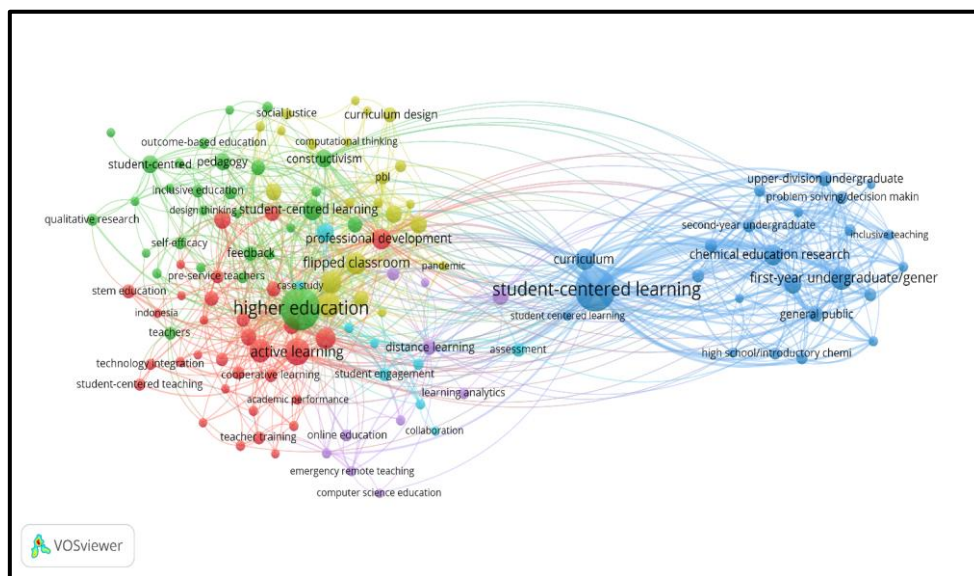 social justice
curriculum design
outcome-based education
computational thinking
student-centred
pedagogy
constructivism
inclusive education
pbl
upper-division undergraduate
problem solving/decision makin
design thinking
student-centred learning
qualitative research
second-year undergraduate
inclusive teaching
self-efficacy
professional development
feedback
flipped classroom
pandemic
curriculum
chemical education research
pre-service teachers
case study
first-year undergraduate/gener
stem education
student-centered learning
higher education
indonesia
student centered learning
general public
teachers
active learning
distance learning
assessment
high school/introductory chemi
technology integration
cooperative learning
student engagement
student-centered teaching
academic performance
learning analytics
teacher training
online education
collaboration
emergency remote teaching
computer science education
VOSviewer